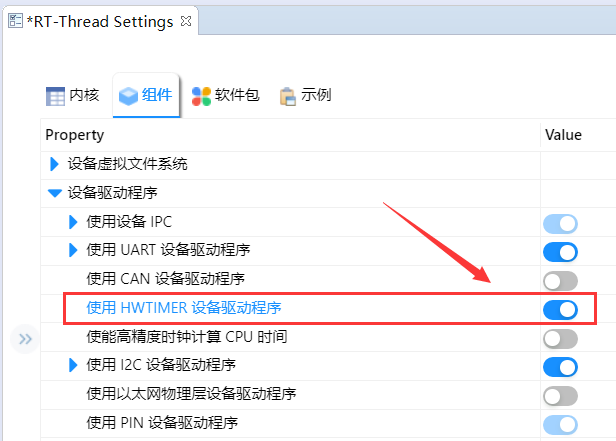 *RT-Thread Settings
内核 组件 软件包 示例
Property Value
设备虚拟文件系统
设备驱动程序
使用设备 IPC
使用 UART 设备驱动程序
使用 CAN 设备驱动程序
使用 HWTIMER 设备驱动程序
使能高精度时钟计算 CPU 时间
使用 I2C 设备驱动程序
使用以太网物理层设备驱动程序
使用 PIN 设备驱动程序